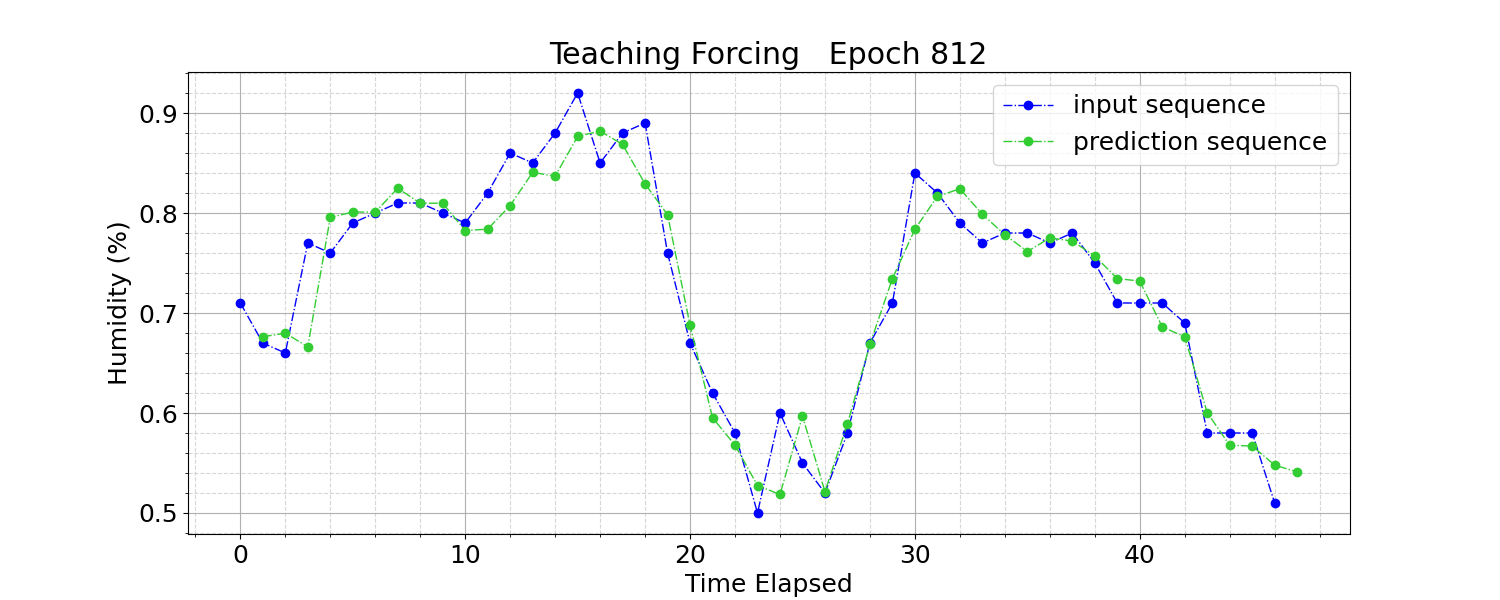 Teaching Forcing   Epoch 812
input sequence
prediction sequence
Humidity (%)
0.9
0.8
0.7
0.6
0.5
0 10 20 30 40
Time Elapsed